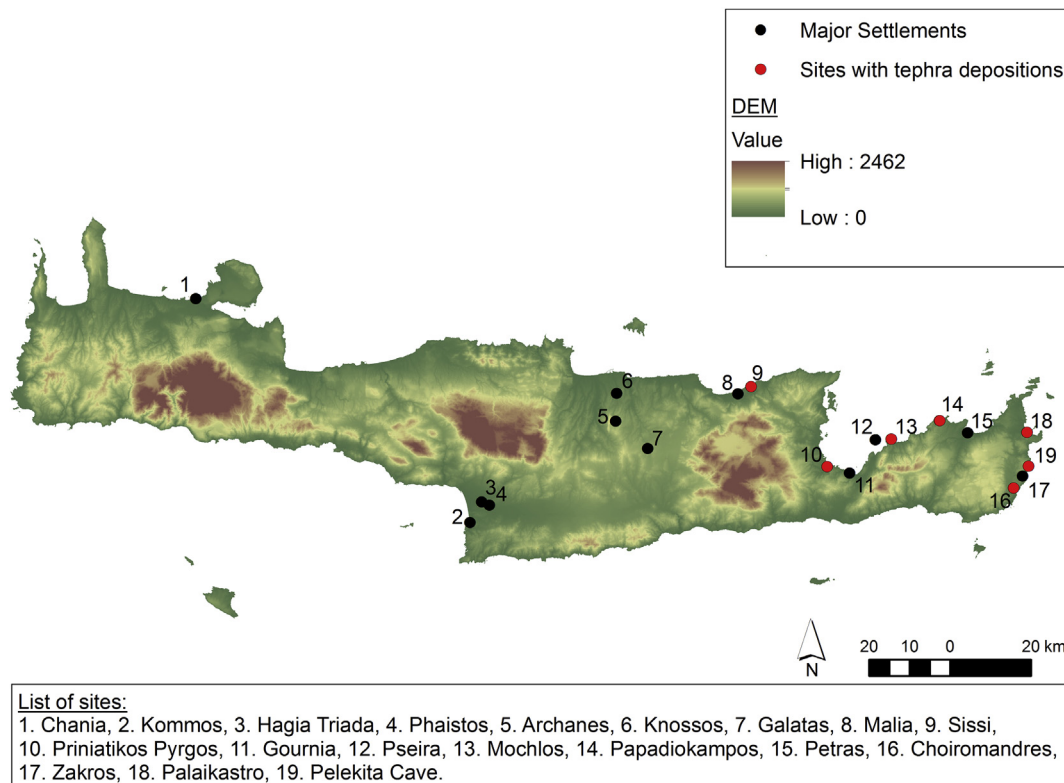 Major Settlements
Sites with tephra depositions
DEM
Value
High : 2462
Low : 0
1
2
3
4
5
6
7
8
9
10
11
12
13
14
15
16
17
18
19
N
20 10 0 20 km
List of sites:
1. Chania, 2. Kommos, 3. Hagia Triada, 4. Phaistos, 5. Archanes, 6. Knossos, 7. Galatas, 8. Malia, 9. Sissi,
10. Priniatikos Pyrgos, 11. Gournia, 12. Pseira, 13. Mochlos, 14. Papadiokampos, 15. Petras, 16. Choiromandres,
17. Zakros, 18. Palaikastro, 19. Pelekita Cave.